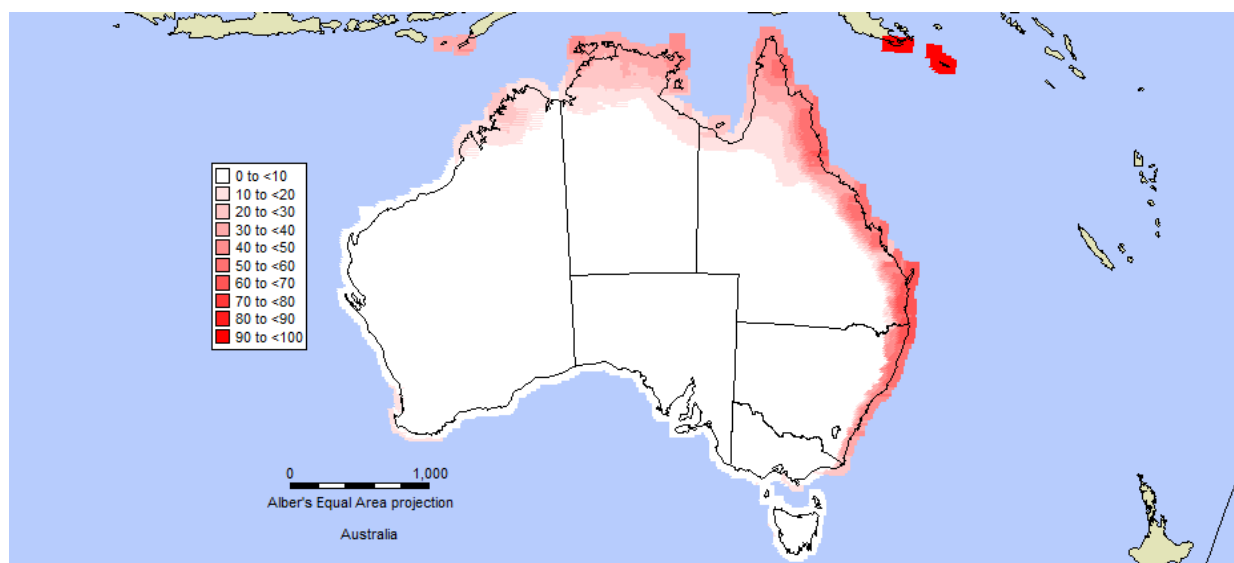 0 to <10
10 to <20
20 to <30
30 to <40
40 to <50
50 to <60
60 to <70
70 to <80
80 to <90
90 to <100
0 1,000
Alber's Equal Area projection
Australia